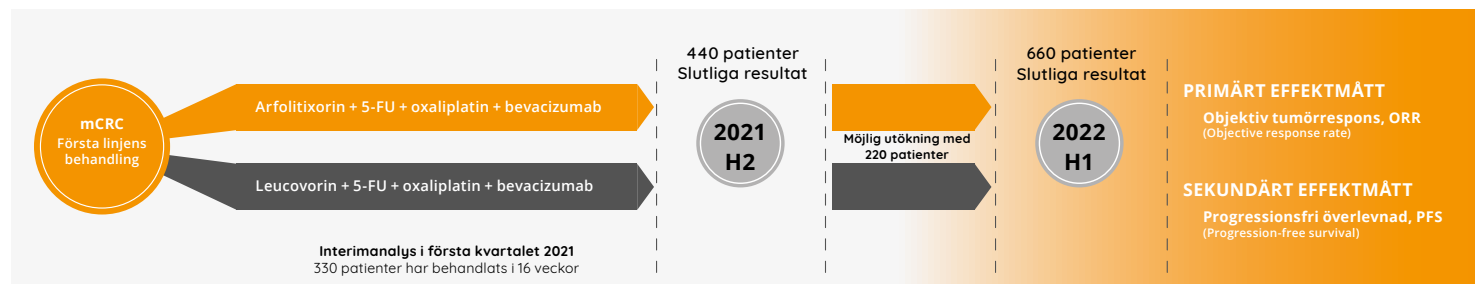 mCRC
Första linjens
behandling
Arfolitixorin + 5-FU + oxaliplatin + bevacizumab
Leucovorin + 5-FU + oxaliplatin + bevacizumab
Interimanalys i första kvartalet 2021
330 patienter har behandlats i 16 veckor
440 patienter
Slutliga resultat
2021
H2
Möjlig utökning med
220 patienter
660 patienter
Slutliga resultat
2022
H1
PRIMÄRT EFFEKTMÅTT
Objektiv tumörrespons, ORR
(Objective response rate)
SEKUNDÄRT EFFEKTMÅTT
Progressionsfri överlevnad, PFS
(Progression-free survival)